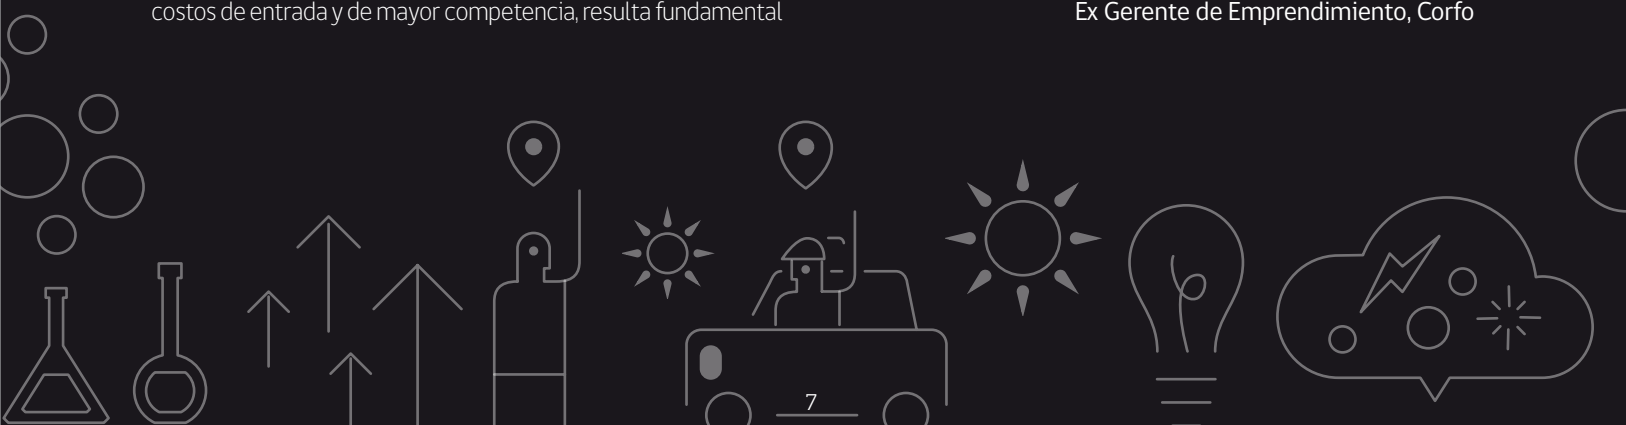 costos de entrada y de mayor competencia, resulta fundamental
Ex Gerente de Emprendimiento, Corfo
7